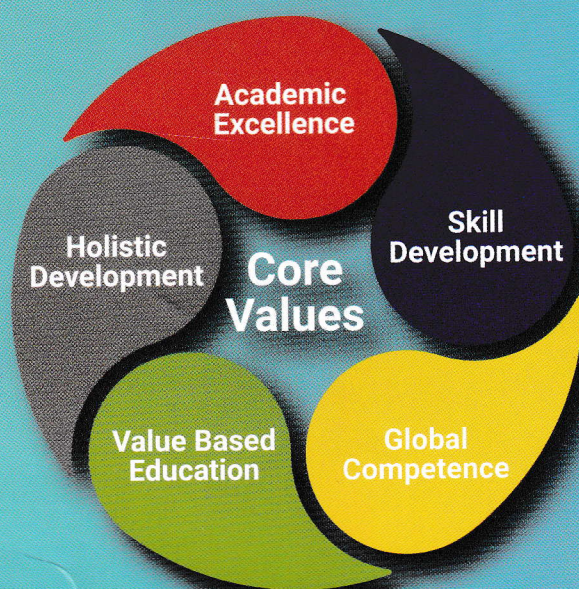 Academic
Excellence
Skill
Development
Holistic
Development
Core
Values
Value Based
Education
Global
Competence